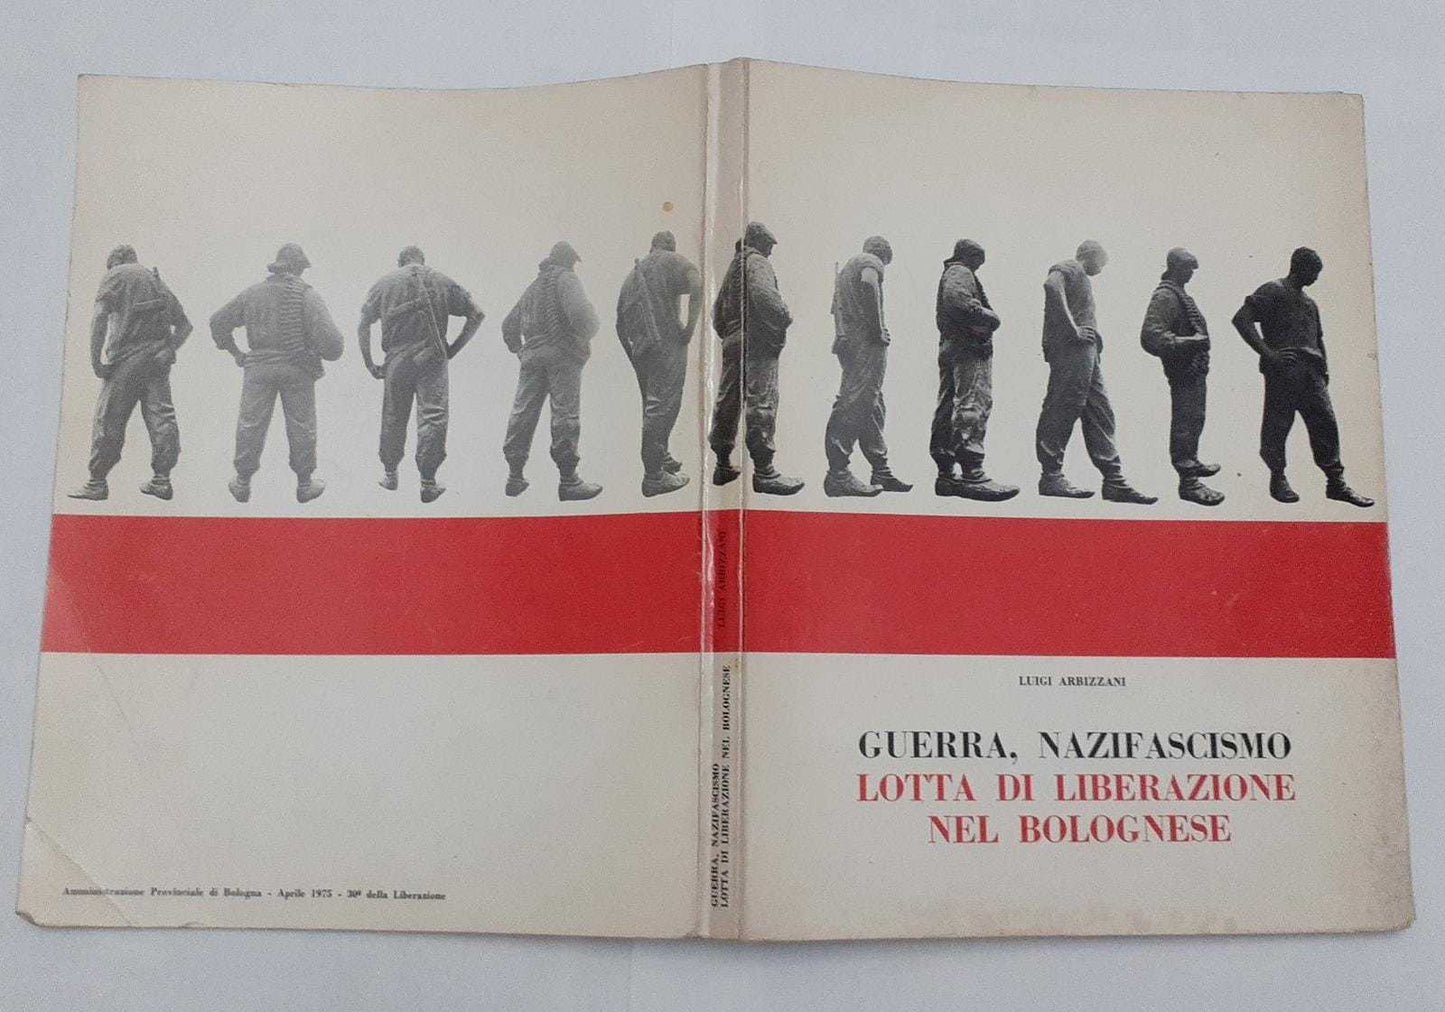 LUIGI ARBIZZANI
GUERRA, NAZIFASCISMO
LOTTA DI LIBERAZIONE
NEL BOLOGNESE
LUIGI ARBIZZANI
GUERRA, NAZIFASCISMO
LOTTA DI LIBERAZIONE NEL BOLOGNESE
Amministrazione Provinciale di Bologna - Aprile 1975 - 30º della Liberazione